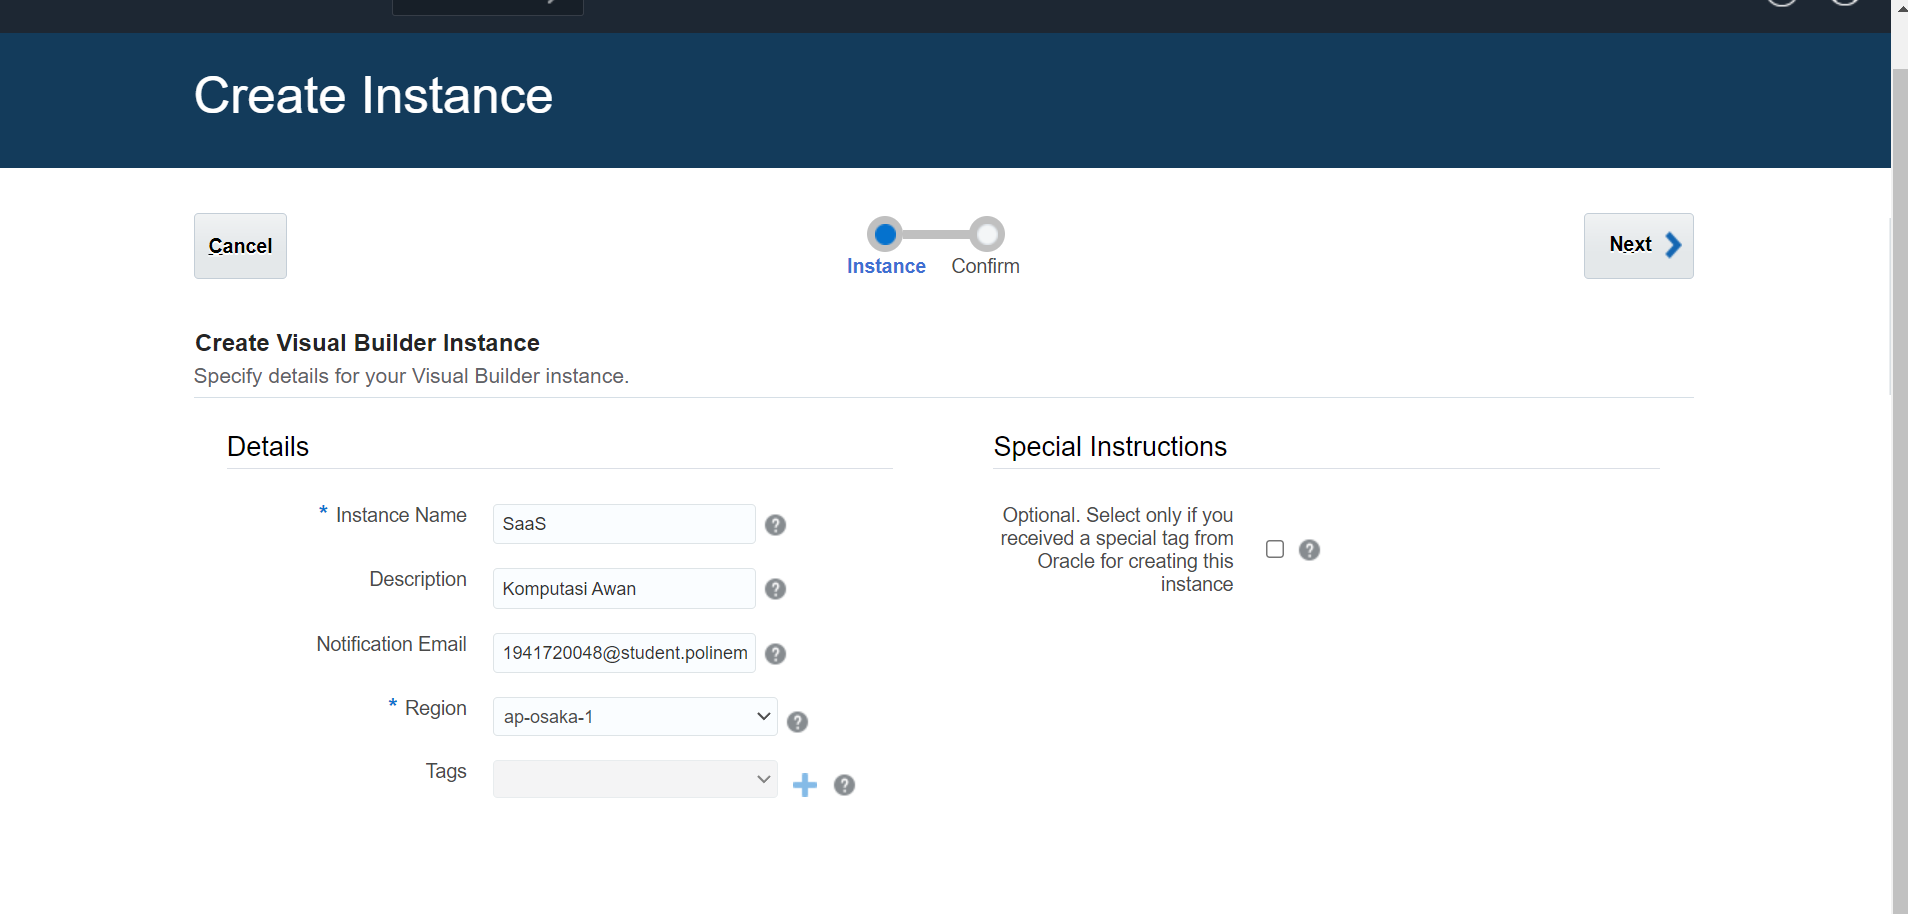 Create Instance
Cancel
Instance
Confirm
Next
Create Visual Builder Instance
Specify details for your Visual Builder instance.
Details
* Instance Name
SaaS
Description
Komputasi Awan
Notification Email
1941720048@student.polinem
* Region
ap-osaka-1
Tags
Special Instructions
Optional. Select only if you
received a special tag from
Oracle for creating this
instance